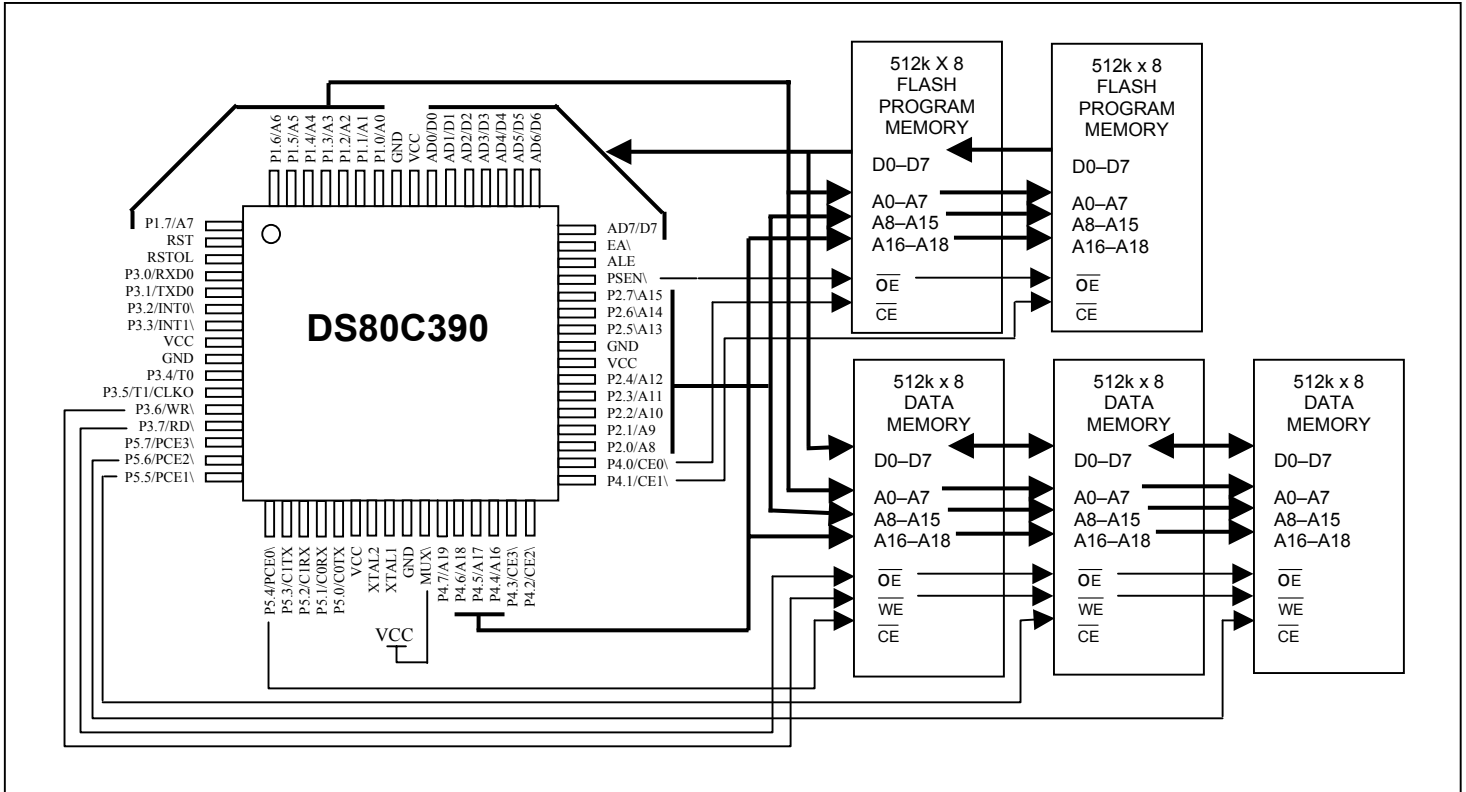 P1.6/A6
P1.5/A5
P1.4/A4
P1.3/A3
P1.2/A2
P1.1/A1
P1.0/A0
GND
VCC
AD0/D0
AD1/D1
AD2/D2
AD3/D3
AD4/D4
AD5/D5
AD6/D6
P1.7/A7
RST
RSTOL
P3.0/RXD0
P3.1/TXD0
P3.2/INT0\
P3.3/INT1\
VCC
GND
P3.4/T0
P3.5/T1/CLKO
P3.6/WR\
P3.7/RD\
P5.7/PCE3\
P5.6/PCE2\
P5.5/PCE1\
DS80C390
AD7/D7
EA\
ALE
PSEN\
P2.7\A15
P2.6\A14
P2.5\A13
GND
VCC
P2.4/A12
P2.3/A11
P2.2/A10
P2.1/A9
P2.0/A8
P4.0/CE0\
P4.1/CE1\
P5.4/PCE0\
P5.3/C1TX
P5.2/C1RX
P5.1/C0RX
P5.0/C0TX
VCC
XTAL2
XTAL1
GND
MUX\
P4.7/A19
P4.6/A18
P4.5/A17
P4.4/A16
P4.3/CE3\
P4.2/CE2\
VCC
512k X 8
FLASH
PROGRAM
MEMORY
D0–D7
A0–A7
A8–A15
A16–A18
OE
CE
512k x 8
FLASH
PROGRAM
MEMORY
D0–D7
A0–A7
A8–A15
A16–A18
OE
CE
512k x 8
DATA
MEMORY
D0–D7
A0–A7
A8–A15
A16–A18
OE
WE
CE
512k x 8
DATA
MEMORY
D0–D7
A0–A7
A8–A15
A16–A18
OE
WE
CE
512k x 8
DATA
MEMORY
D0–D7
A0–A7
A8–A15
A16–A18
OE
WE
CE